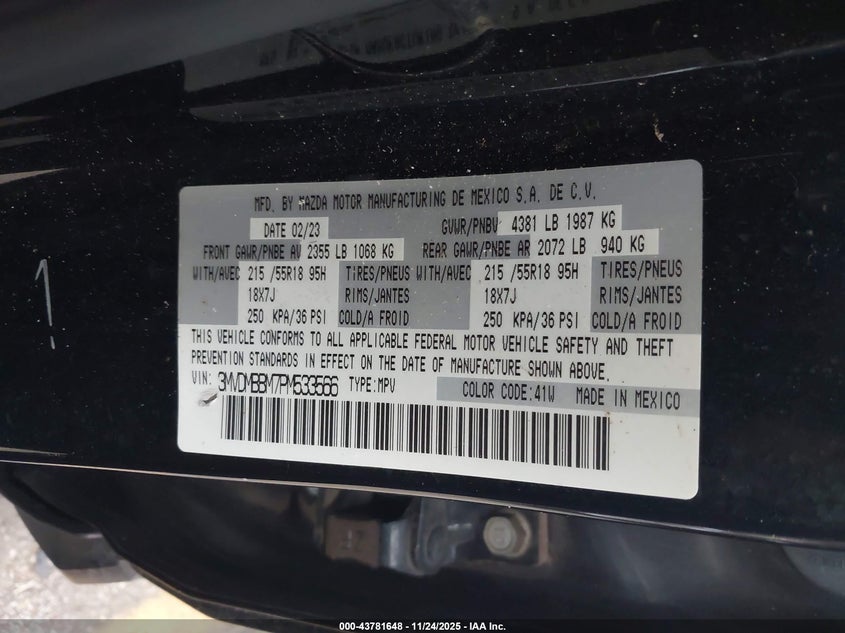 MFD. BY MAZDA MOTOR MANUFACTURING DE MEXICO S.A. DE C.V.
DATE 02/23 GVWR/PNBV 4381 LB 1987 KG
FRONT GAWR/PNBE AV 2355 LB 1068 KG REAR GAWR/PNBE AR 2072 LB 940 KG
WITH/AVEC 215 /55R18 95H TIRES/PNEUS WITH/AVEC 215 /55R18 95H TIRES/PNEUS
18X7J RIMS/JANTES 18X7J RIMS/JANTES
250 KPA/36 PSI COLD/A FROID 250 KPA/36 PSI COLD/A FROID
THIS VEHICLE CONFORMS TO ALL APPLICABLE FEDERAL MOTOR VEHICLE SAFETY AND THEFT
PREVENTION STANDARDS IN EFFECT ON THE DATE OF MANUFACTURE SHOWN ABOVE.
VIN: 3MVDMBBM7PM533566 TYPE:MPV COLOR CODE:41W MADE IN MEXICO
000-43781648 - 11/24/2025 - IAA Inc.